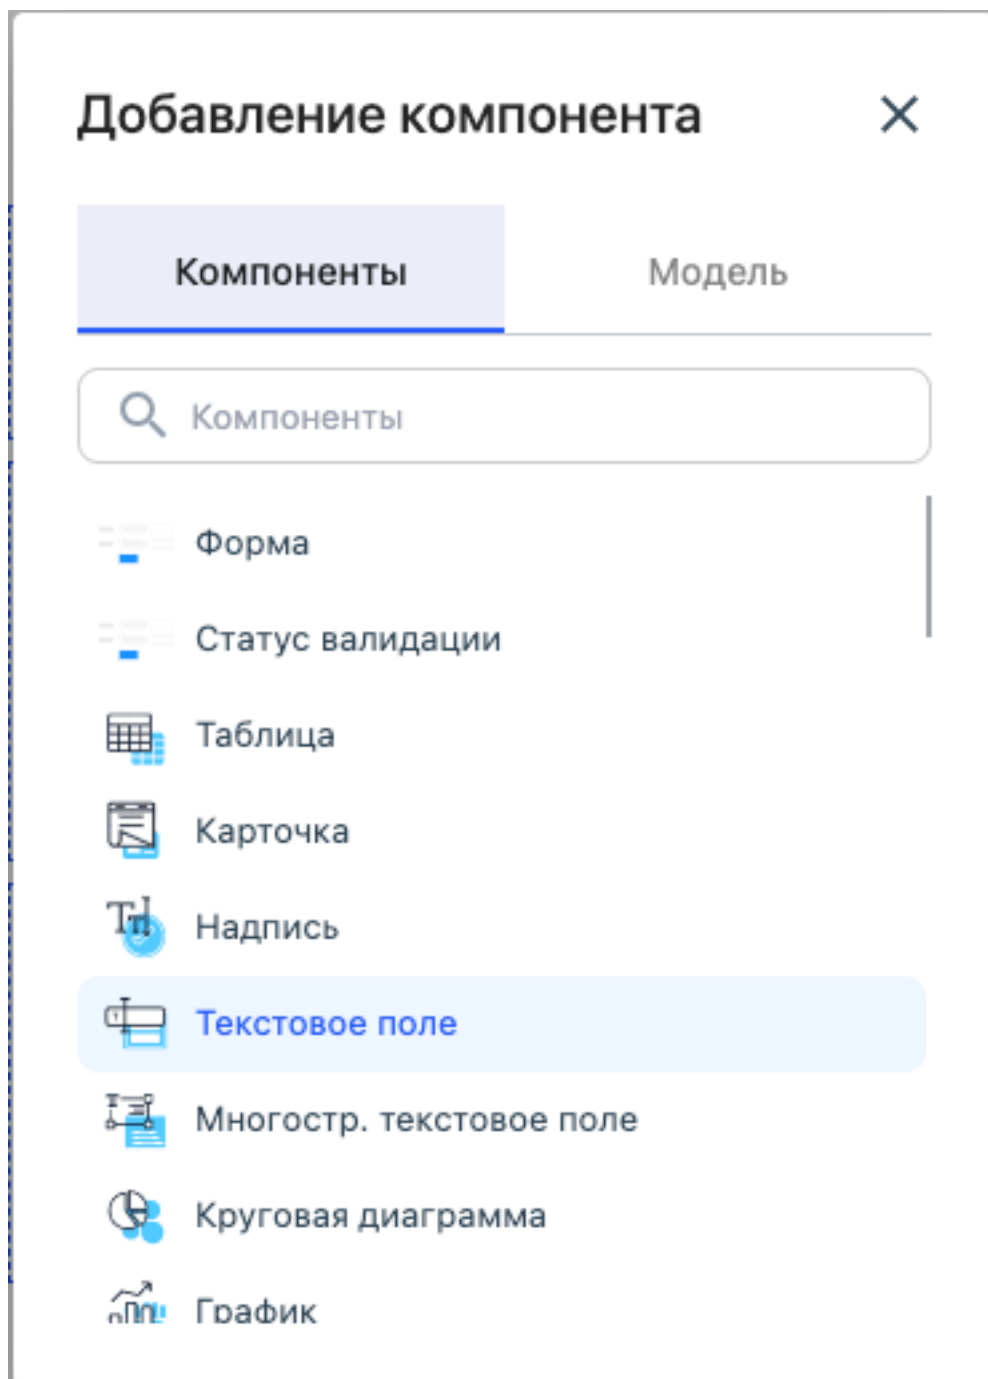 Добавление компонента
Компоненты
Модель
Компоненты
Форма
Статус валидации
Таблица
Карточка
Надпись
Текстовое поле
Многостр. текстовое поле
Круговая диаграмма
График